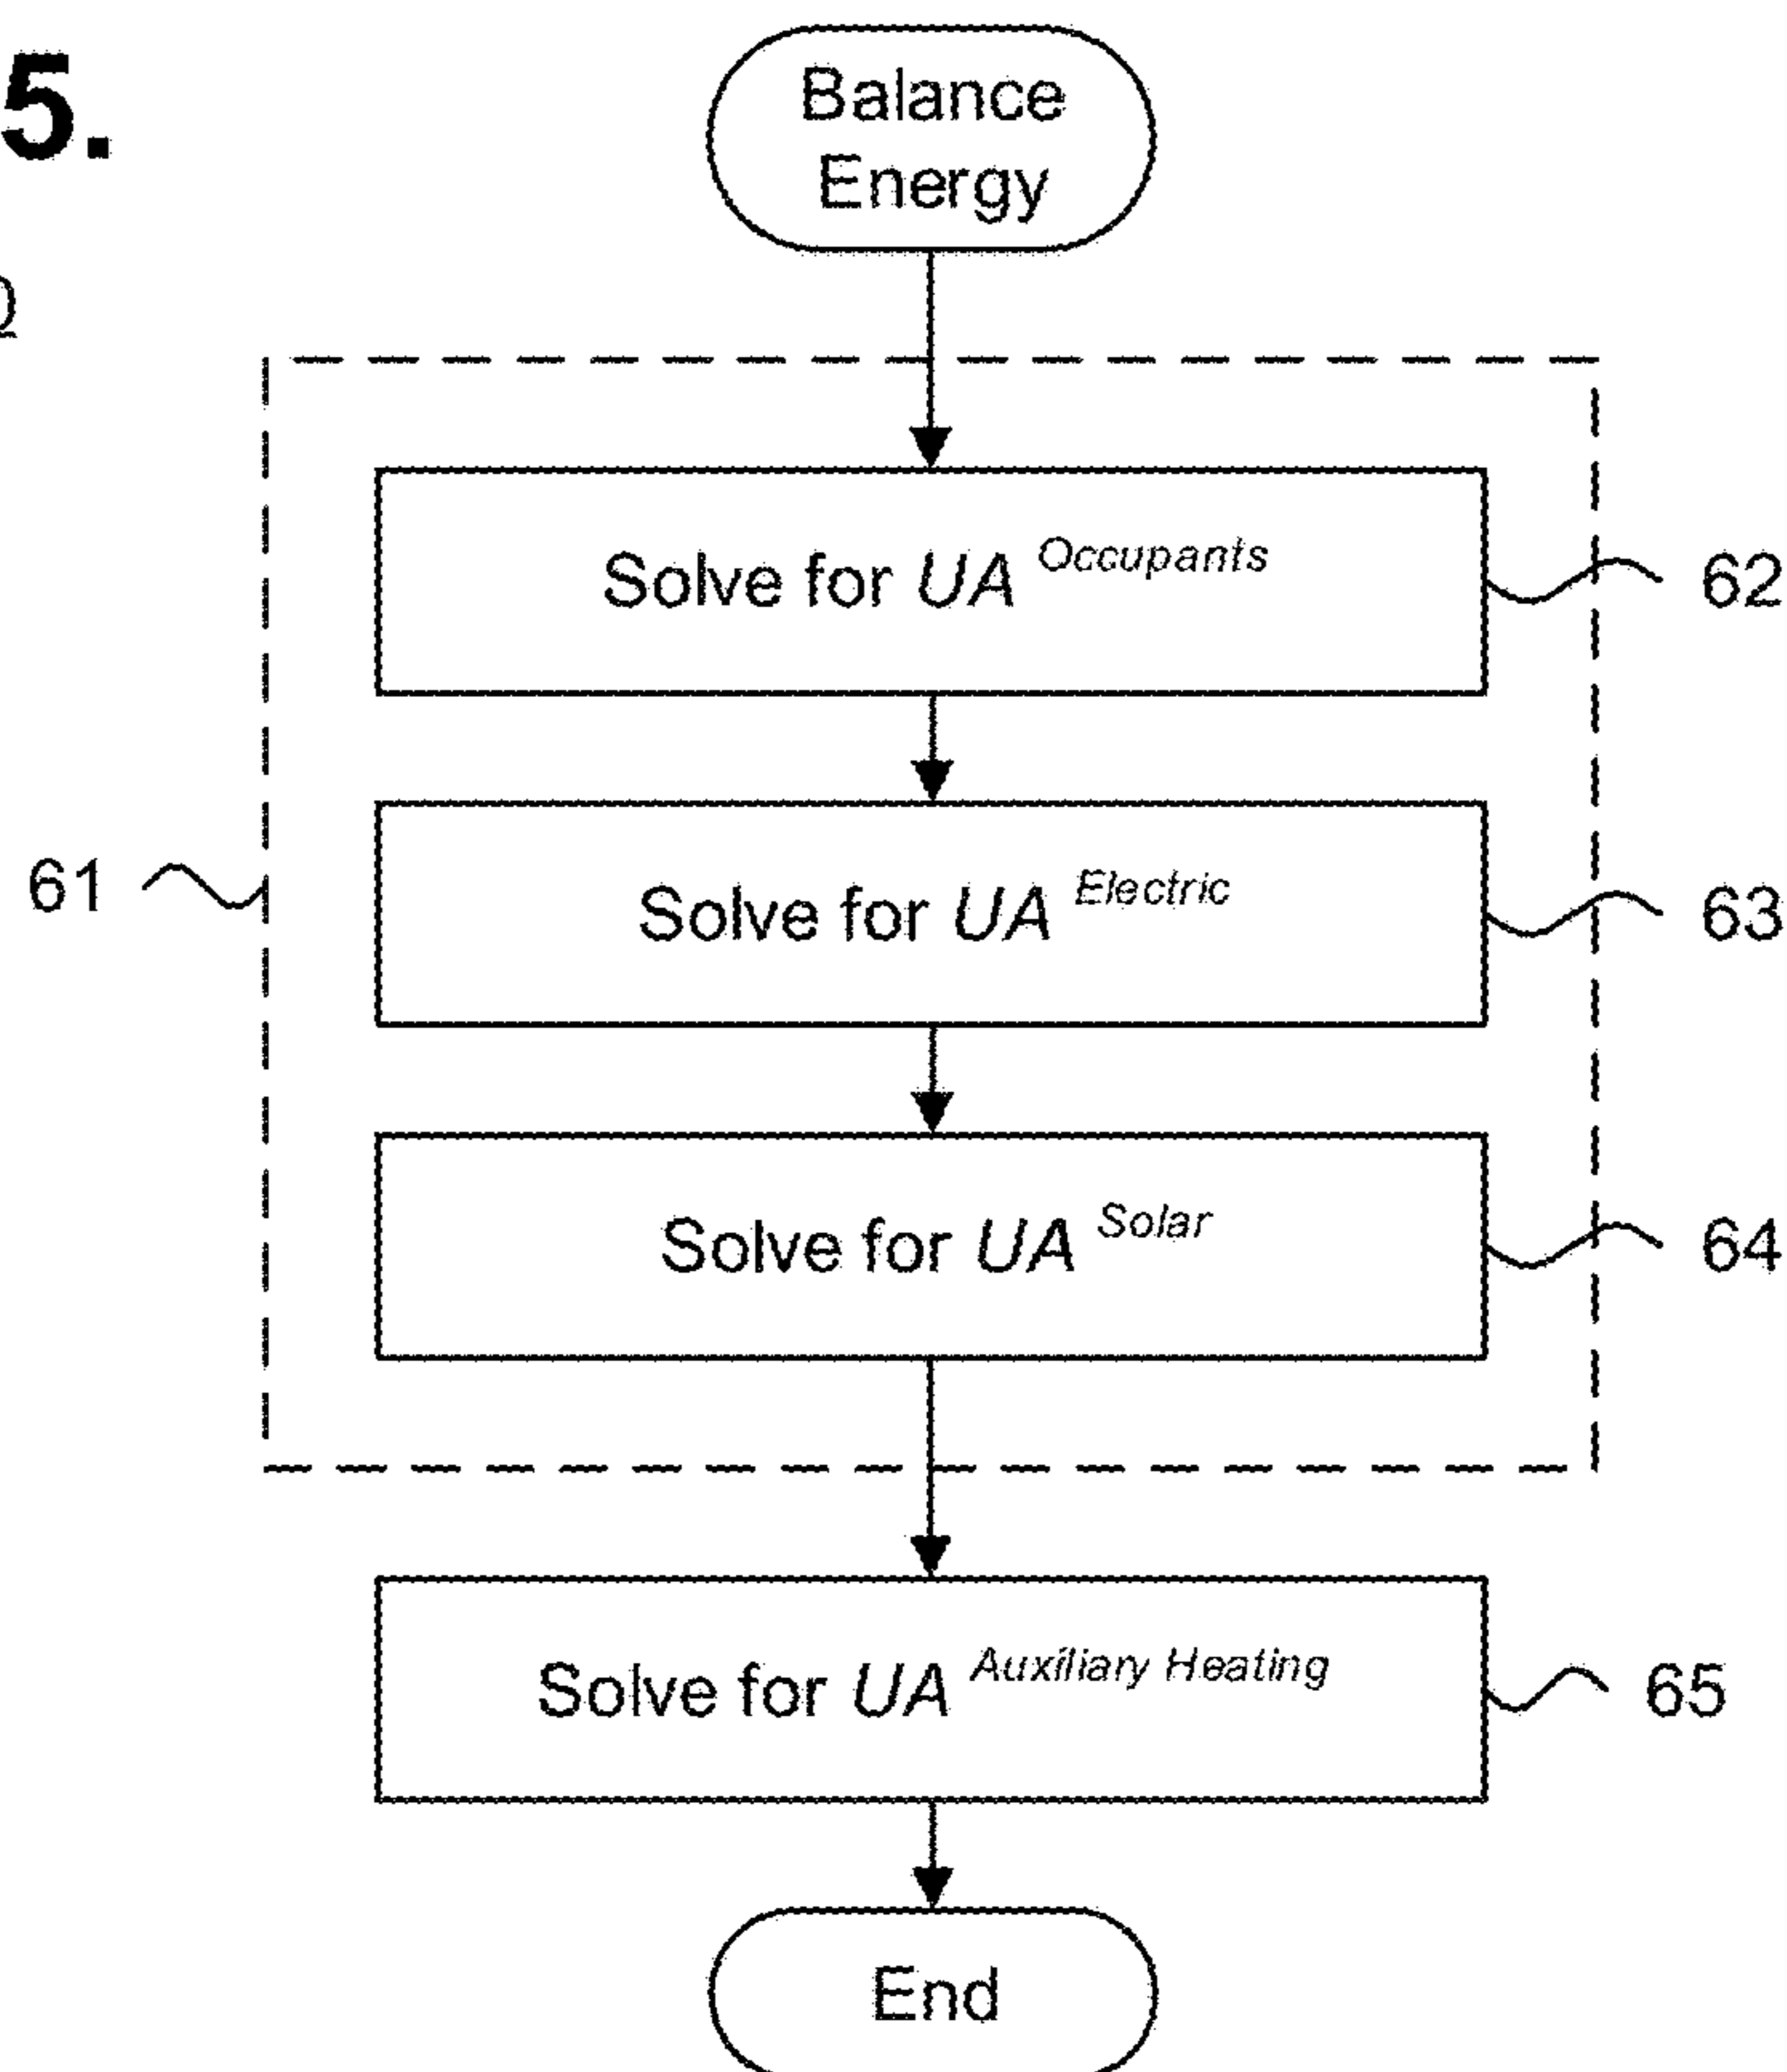 5.
Balance
Energy
Solve for UA Occupants
62
Solve for UA Electric
61
63
Solve for UA Solar
64
Solve for UA Auxiliary Heating
65
End